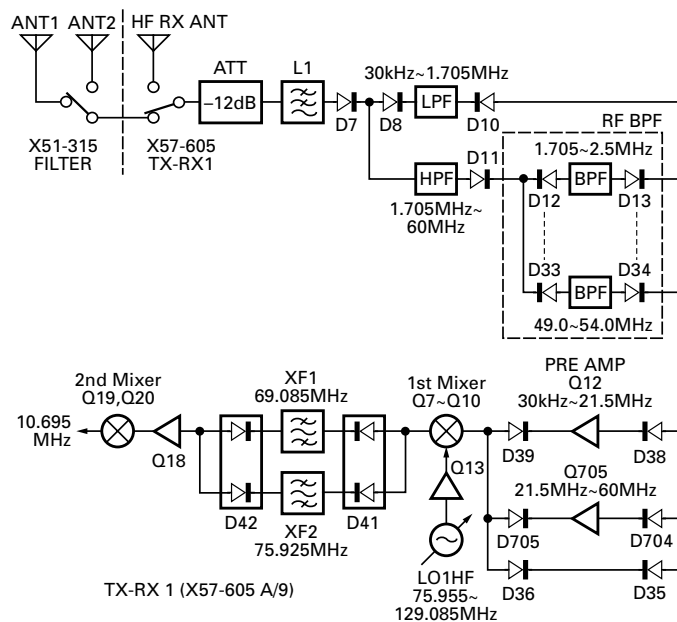 ANT1 ANT2 HF RX ANT
ATT
L1
30kHz~1.705MHz
–12dB
LPF
D7
D8
D10
RF BPF
X51-315
FILTER
X57-605
TX-RX1
HPF
D11
1.705MHz~
60MHz
1.705~2.5MHz
BPF
D12
D13
D33
D34
BPF
49.0~54.0MHz
2nd Mixer
Q19,Q20
XF1
69.085MHz
1st Mixer
Q7~Q10
PRE AMP
Q12
30kHz~21.5MHz
10.695
MHz
Q18
Q13
D39
D38
Q705
21.5MHz~60MHz
D42
XF2
75.925MHz
D41
D705
D704
LO1HF
75.955~
129.085MHz
D36
D35
TX-RX 1 (X57-605 A/9)